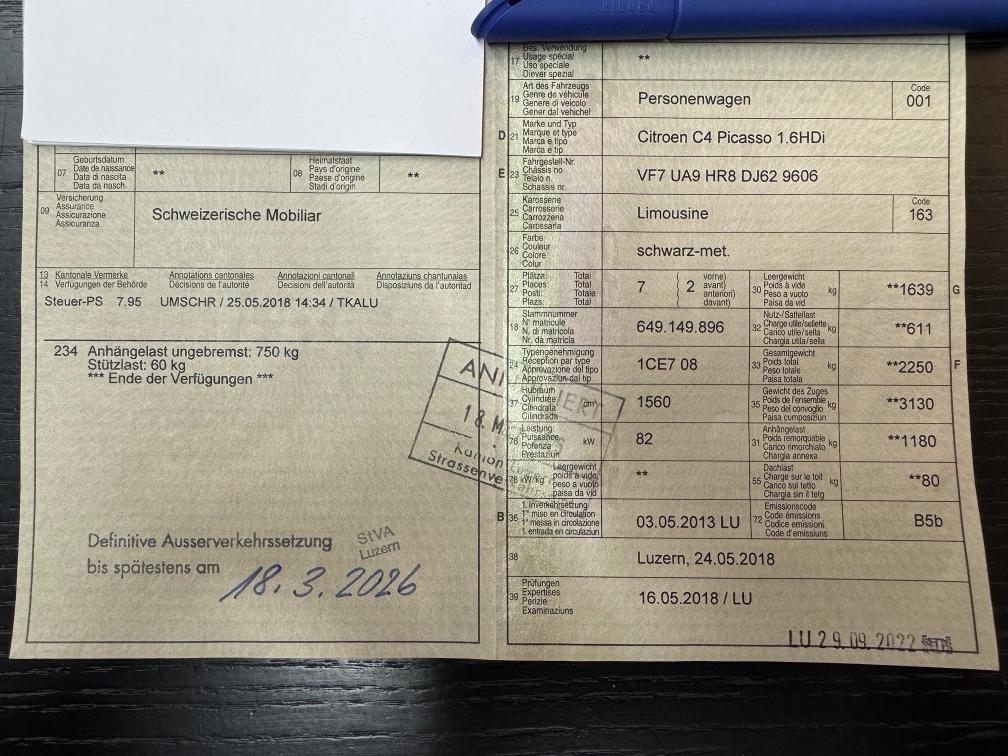 07 Geburtsdatum
Date de naissance
Data di nascita
Data da nasch.
**
08 Heimatstaat
Pays d'origine
Paese d'origine
Stadi d'origin
**
09 Versicherung
Assurance
Assicurazione
Assicuranza
Schweizerische Mobiliar
13 Kantonale Vermerke Annotations cantonales Annotazioni cantonali Annotaziuns chantunalas
14 Verfügungen der Behörde Décisions de l'autorité Decisioni dell'autorità Disposiziuns da l'autoritad
Steuer-PS 7.95 UMSCHR / 25.05.2018 14:34 / TKALU
234 Anhängelast ungebremst: 750 kg
Stützlast: 60 kg
*** Ende der Verfügungen ***
18. M
Strassenve
Definitive Ausserverkehrssetzung
bis spätestens am 18.3.2026
StVA
Luzern
17 Bes. Verwendung
Usage spécial
Uso speciale
Diever spezial
**
19 Art des Fahrzeugs
Genre de véhicule
Genere di veicolo
Gener dal vehichel
Personenwagen
Code
001
D 21 Marke und Typ
Marque et type
Marca e tipo
Marca e tip
Citroen C4 Picasso 1.6HDi
E 23 Fahrgestell-Nr.
Châssis no
Telaio n.
Schassis nr.
VF7 UA9 HR8 DJ62 9606
25 Karosserie
Carrosserie
Carrozzeria
Carossaria
Limousine
Code
163
26 Farbe
Couleur
Colore
Colur
schwarz-met.
27 Plätze: Total
Places: Total
Posti: Totale
Plazs: Total
7 ( 2 vorne)
avant)
anteriori)
davant)
30 Leergewicht
Poids à vide
Peso a vuoto
Paisa da vid
kg **1639 G
18 Stammnummer
N° matricule
N. di matricola
Nr. da matricla
649.149.896
32 Nutz-/Sattellast
Charge utile/sellette
Carico utile/sella
Chargia utila/sella
kg **611
24 Typengenehmigung
Réception par type
Approvazione del tipo
Approvaziun dal tip
1CE7 08
33 Gesamtgewicht
Poids total
Peso totale
Paisa totala
kg **2250 F
37 Hubraum
Cylindrée
Cilindrata
Cilindrada
cm³ 1560
35 Gewicht des Zuges
Poids de l'ensemble
Peso del convoglio
Paisa cumposiziun
kg **3130
76 Leistung
Puissance
Potenza
Prestaziun
kW 82
31 Anhängelast
Poids remorquable
Carico rimorchiato
Chargia annexa
kg **1180
78 kW/kg Leergewicht
poids à vide
peso a vuoto
paisa da vid
**
55 Dachlast
Charge sur le toit
Carico sul tetto
Chargia sin il tetg
kg **80
B 36 1. Inverkehrsetzung
1re mise en circulation
1a messa in circolazione
1. entrada en circulaziun
03.05.2013 LU
72 Emissionscode
Code émissions
Codice emissioni
Code d'emissiuns
B5b
38
Luzern, 24.05.2018
39 Prüfungen
Expertises
Perizie
Examinaziuns
16.05.2018 / LU
LU 29.09.2022